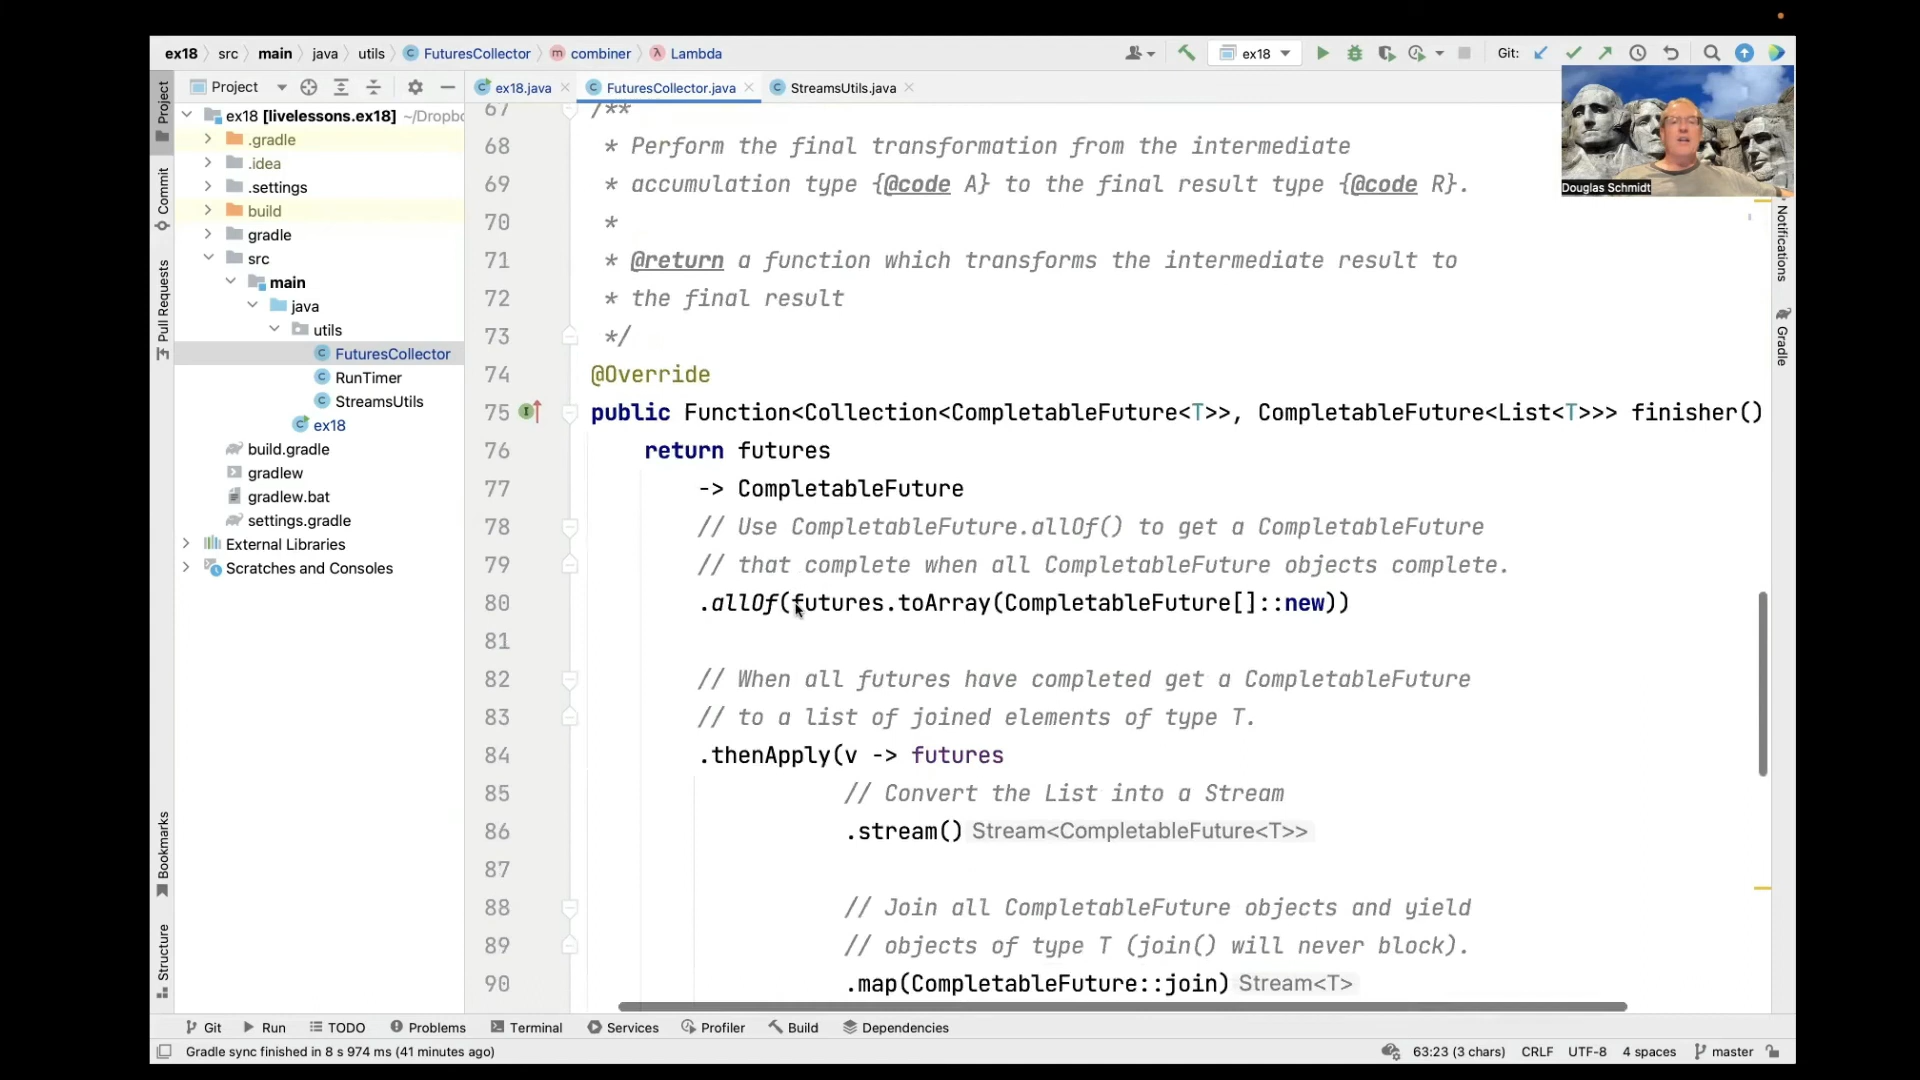 ex18 src main java utils FuturesCollector combiner Lambda
ex18 Git:
Project
ex18.java FuturesCollector.java StreamsUtils.java
Douglas Schmidt
Project
Commit
Pull Requests
Bookmarks
Structure
ex18 [livelessons.ex18] ~/Dropbo
.gradle
.idea
.settings
build
gradle
src
main
java
utils
FuturesCollector
RunTimer
StreamsUtils
ex18
build.gradle
gradlew
gradlew.bat
settings.gradle
External Libraries
Scratches and Consoles
67 /**
68 * Perform the final transformation from the intermediate
69 * accumulation type {@code A} to the final result type {@code R}.
70 *
71 * @return a function which transforms the intermediate result to
72 * the final result
73 */
74 @Override
75 public Function<Collection<CompletableFuture<T>>, CompletableFuture<List<T>>> finisher()
76 return futures
77 -> CompletableFuture
78 // Use CompletableFuture.allOf() to get a CompletableFuture
79 // that complete when all CompletableFuture objects complete.
80 .allOf(futures.toArray(CompletableFuture[]::new))
81
82 // When all futures have completed get a CompletableFuture
83 // to a list of joined elements of type T.
84 .thenApply(v -> futures
85 // Convert the List into a Stream
86 .stream() Stream<CompletableFuture<T>>
87
88 // Join all CompletableFuture objects and yield
89 // objects of type T (join() will never block).
90 .map(CompletableFuture::join) Stream<T>
Notifications
Gradle
Git Run TODO Problems Terminal Services Profiler Build Dependencies
Gradle sync finished in 8 s 974 ms (41 minutes ago) 63:23 (3 chars) CRLF UTF-8 4 spaces master